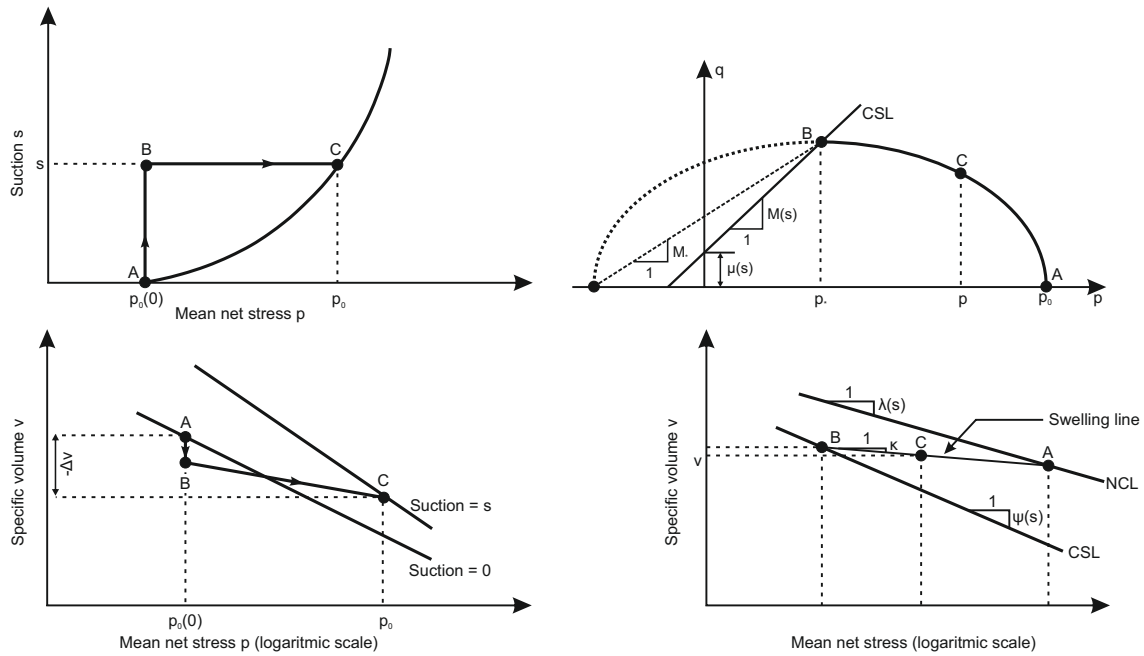 Suction s
s
B
C
A
p₀(0)
p₀
Mean net stress p
q
CSL
B
C
M(s)
1
M*
1
μ(s)
A
p*
p
p₀
p
Specific volume v
-Δv
A
B
C
Suction = s
Suction = 0
p₀(0)
p₀
Mean net stress p (logaritmic scale)
Specific volume v
v
1
λ(s)
Swelling line
B
1
κ
C
A
NCL
1
ψ(s)
CSL
Mean net stress (logaritmic scale)